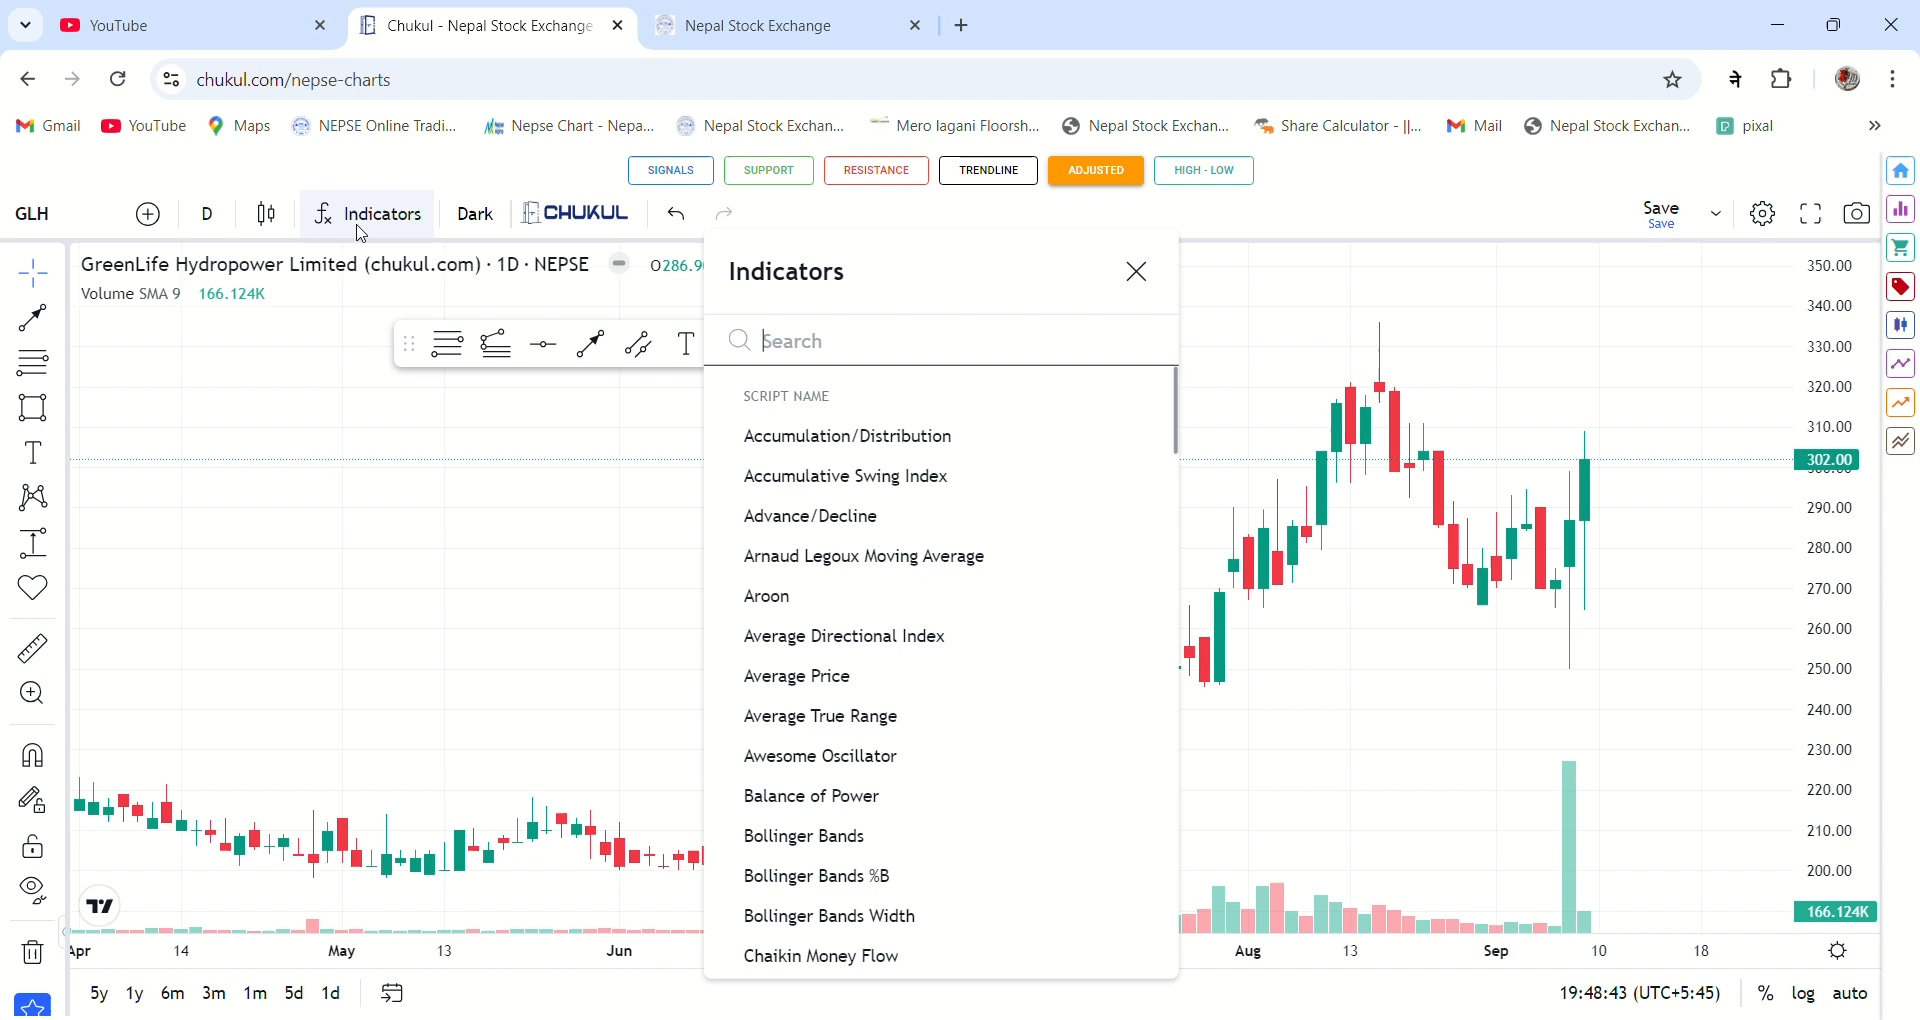 YouTube
Chukul - Nepal Stock Exchange
Nepal Stock Exchange
chukul.com/nepse-charts
ने
Gmail
YouTube
Maps
NEPSE Online Tradi...
Nepse Chart - Nepa...
Nepal Stock Exchan...
Mero lagani Floorsh...
Nepal Stock Exchan...
Share Calculator - ||...
Mail
Nepal Stock Exchan...
pixal
SIGNALS
SUPPORT
RESISTANCE
TRENDLINE
ADJUSTED
HIGH - LOW
GLH
D
Indicators
Dark
CHUKUL
Save
Save
GreenLife Hydropower Limited (chukul.com) · 1D · NEPSE
O286.9
Volume SMA 9 166.124K
T
T
Indicators
Search
SCRIPT NAME
Accumulation/Distribution
Accumulative Swing Index
Advance/Decline
Arnaud Legoux Moving Average
Aroon
Average Directional Index
Average Price
Average True Range
Awesome Oscillator
Balance of Power
Bollinger Bands
Bollinger Bands %B
Bollinger Bands Width
Chaikin Money Flow
350.00
340.00
330.00
320.00
310.00
302.00
290.00
280.00
270.00
260.00
250.00
240.00
230.00
220.00
210.00
200.00
166.124K
Apr
14
May
13
Jun
Aug
13
Sep
10
18
5y 1y 6m 3m 1m 5d 1d
19:48:43 (UTC+5:45)
% log auto